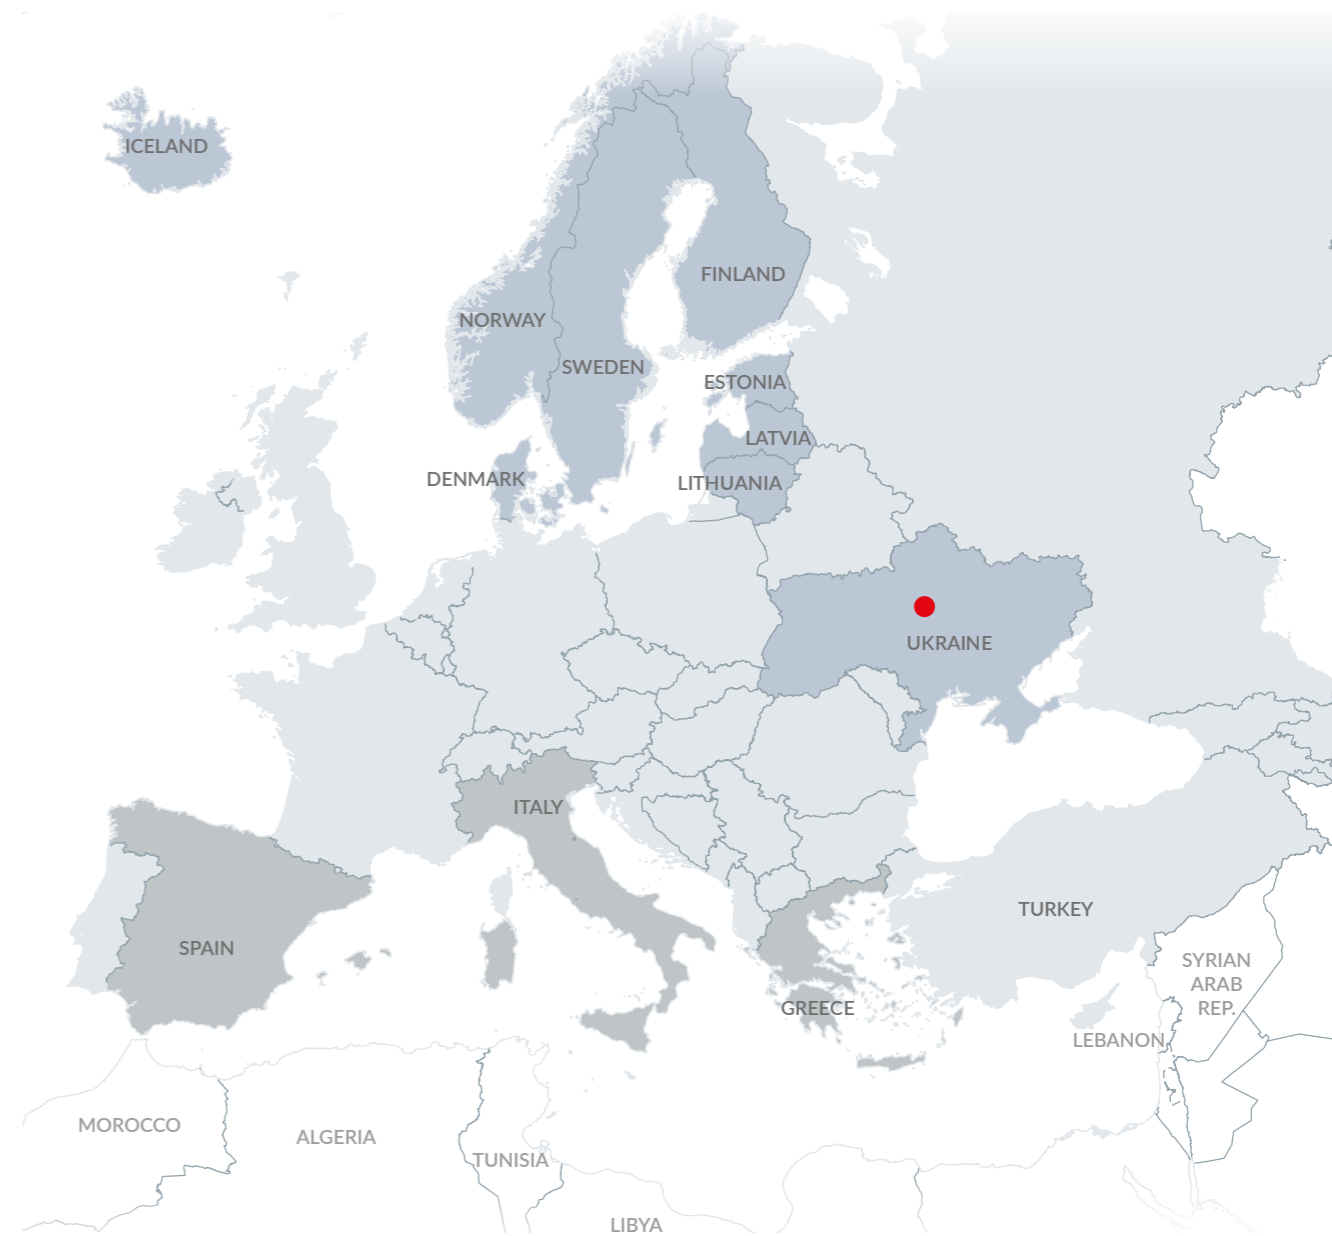 ICELAND
FINLAND
NORWAY
SWEDEN
ESTONIA
LATVIA
DENMARK
LITHUANIA
UKRAINE
ITALY
TURKEY
SPAIN
SYRIAN
ARAB
REP.
GREECE
LEBANON
MOROCCO
ALGERIA
TUNISIA
LIBYA